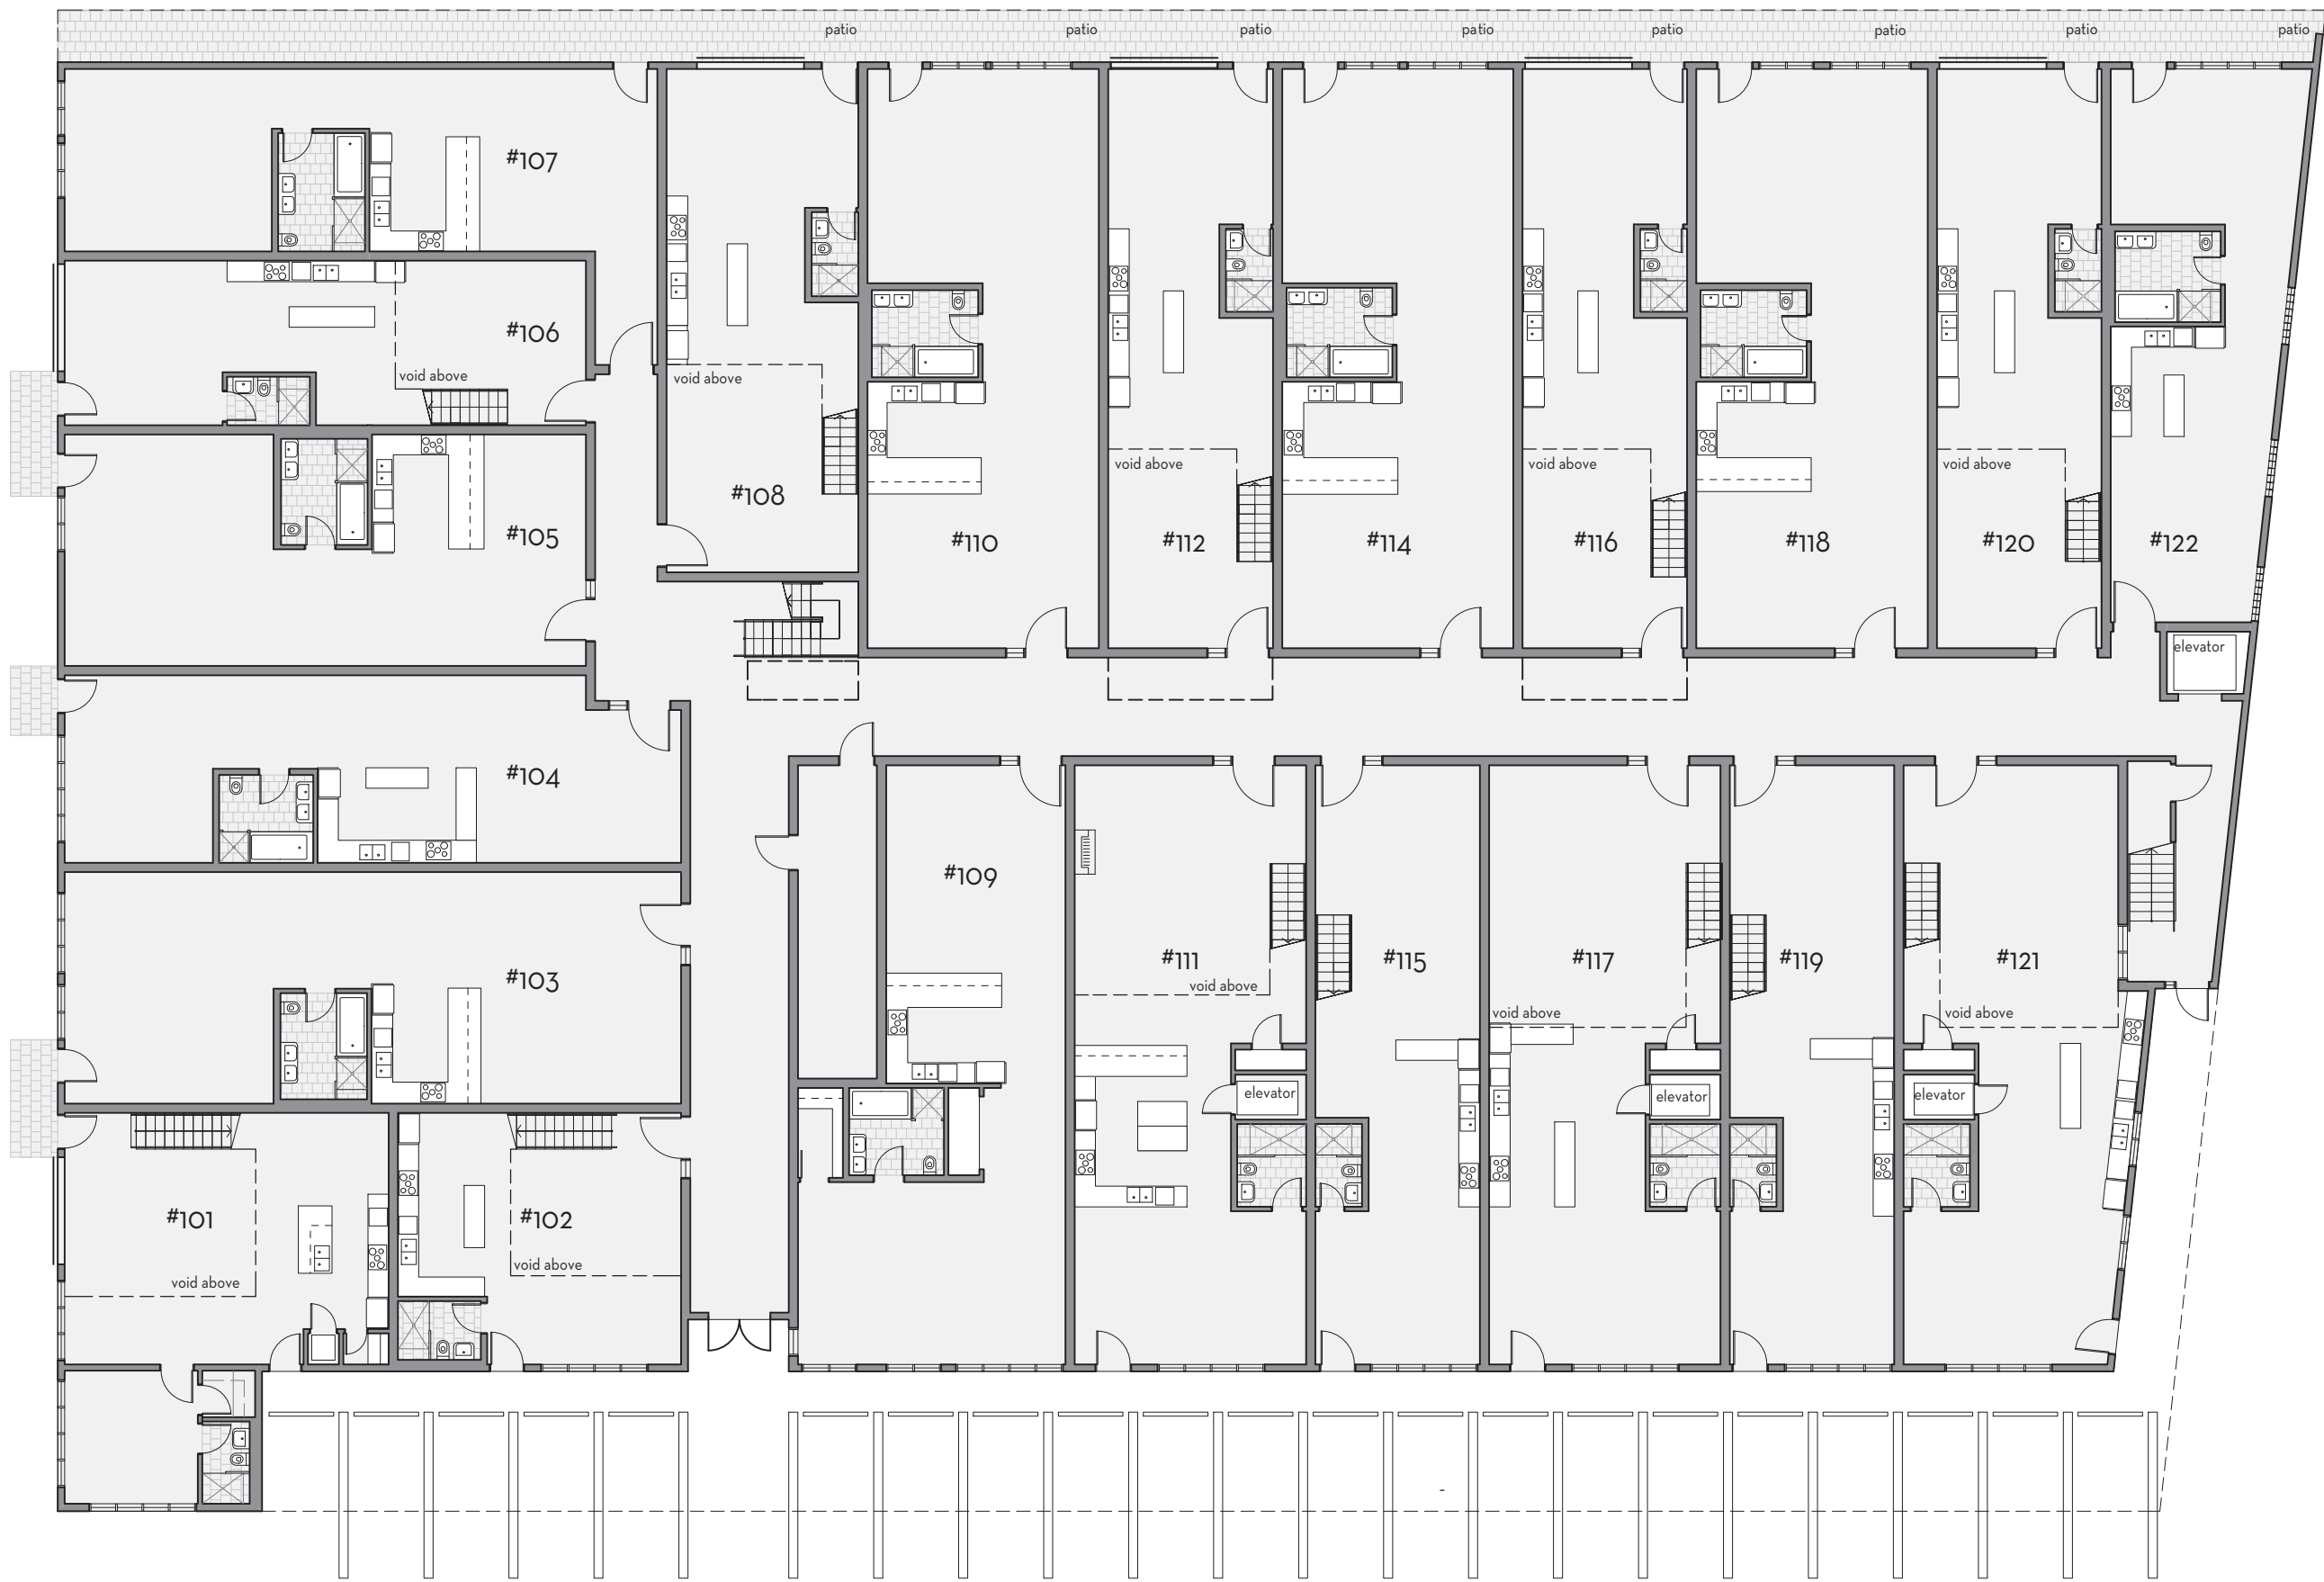 patio patio patio patio patio patio patio patio
#107
#106
void above
void above
#108
#105
void above
void above
void above
#110
#112
#114
#116
#118
#120
#122
elevator
#104
#109
#103
#111
#115
#117
#119
#121
void above
void above
void above
elevator
elevator
elevator
#101
#102
void above
void above